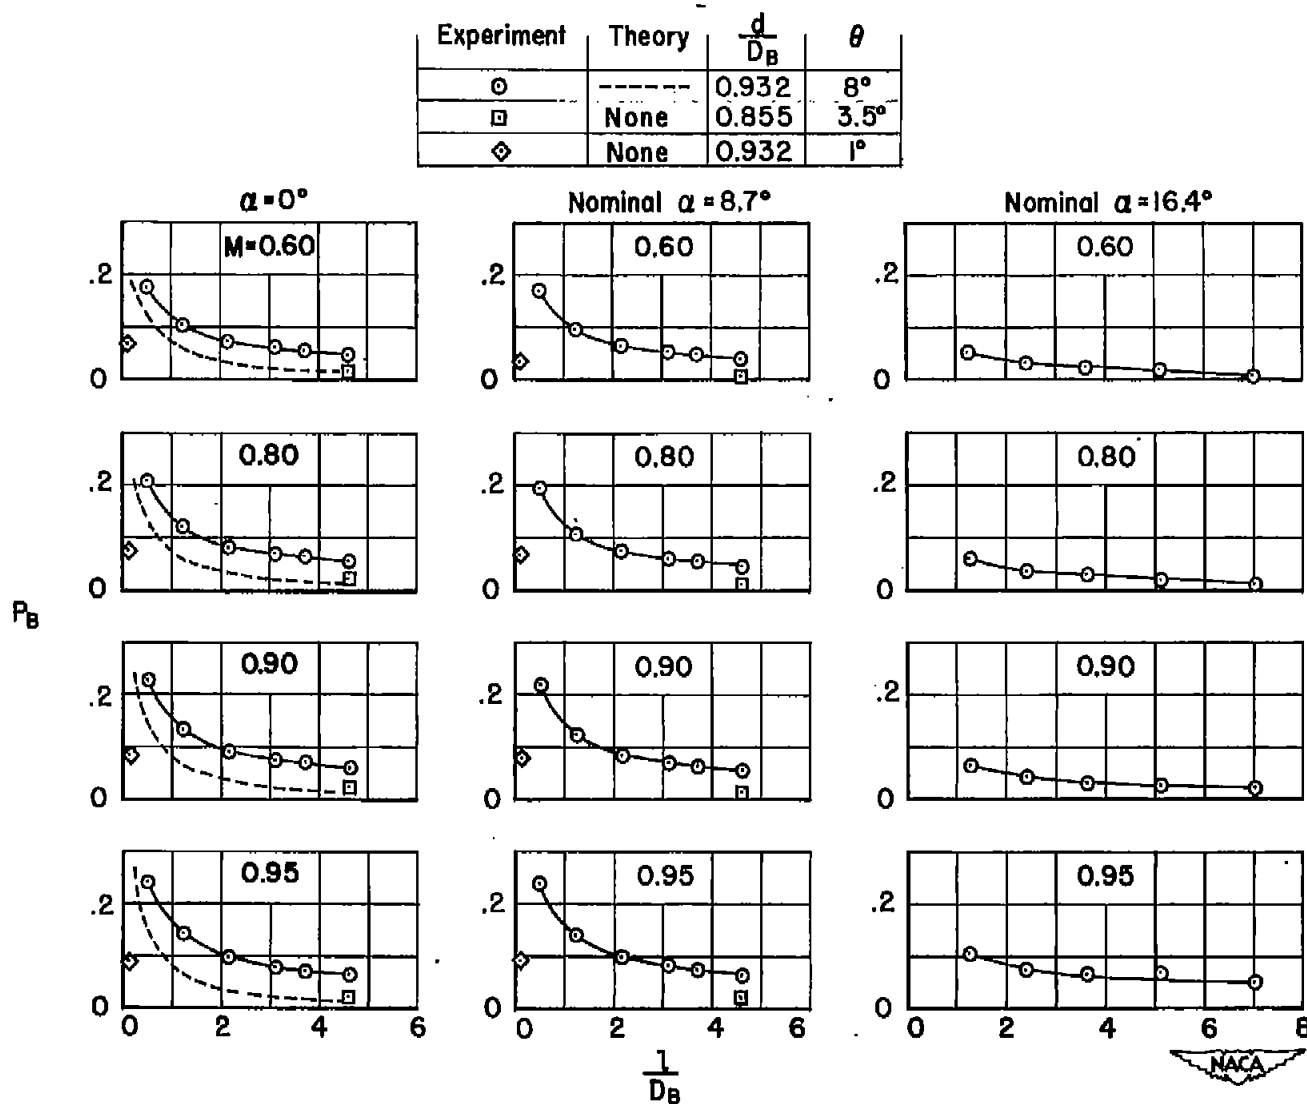 Experiment Theory d/D_B θ
0.932 8°
None 0.855 3.5°
None 0.932 1°
α=0° Nominal α=8.7° Nominal α=16.4°
M=0.60 0.60 0.60
.2 .2 .2
0 0 0
0.80 0.80 0.80
.2 .2 .2
0 0 0
P_B
0.90 0.90 0.90
.2 .2 .2
0 0 0
0.95 0.95 0.95
.2 .2 .2
0 0 0
0 2 4 6 0 2 4 6 0 2 4 6 8
l/D_B
NACA